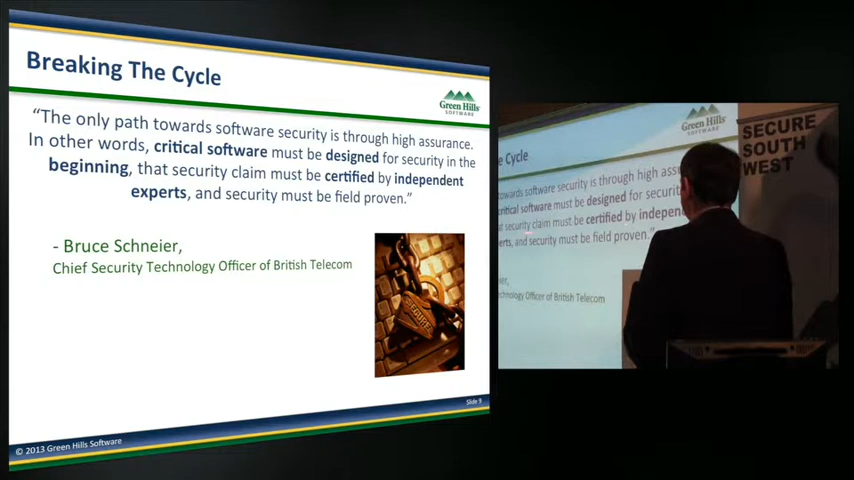 Breaking The Cycle
Green Hills
SOFTWARE
“The only path towards software security is through high assurance.
In other words, critical software must be designed for security in the
beginning, that security claim must be certified by independent
experts, and security must be field proven.”
- Bruce Schneier,
Chief Security Technology Officer of British Telecom
SECURE
Slide 9
© 2013 Green Hills Software
Green Hills
SOFTWARE
e Cycle
towards software security is through high assu
critical software must be designed for securit
t security claim must be certified by indepen
erts, and security must be field proven.”
ier,
chnology Officer of British Telecom
SECURE
SOUTH
WEST